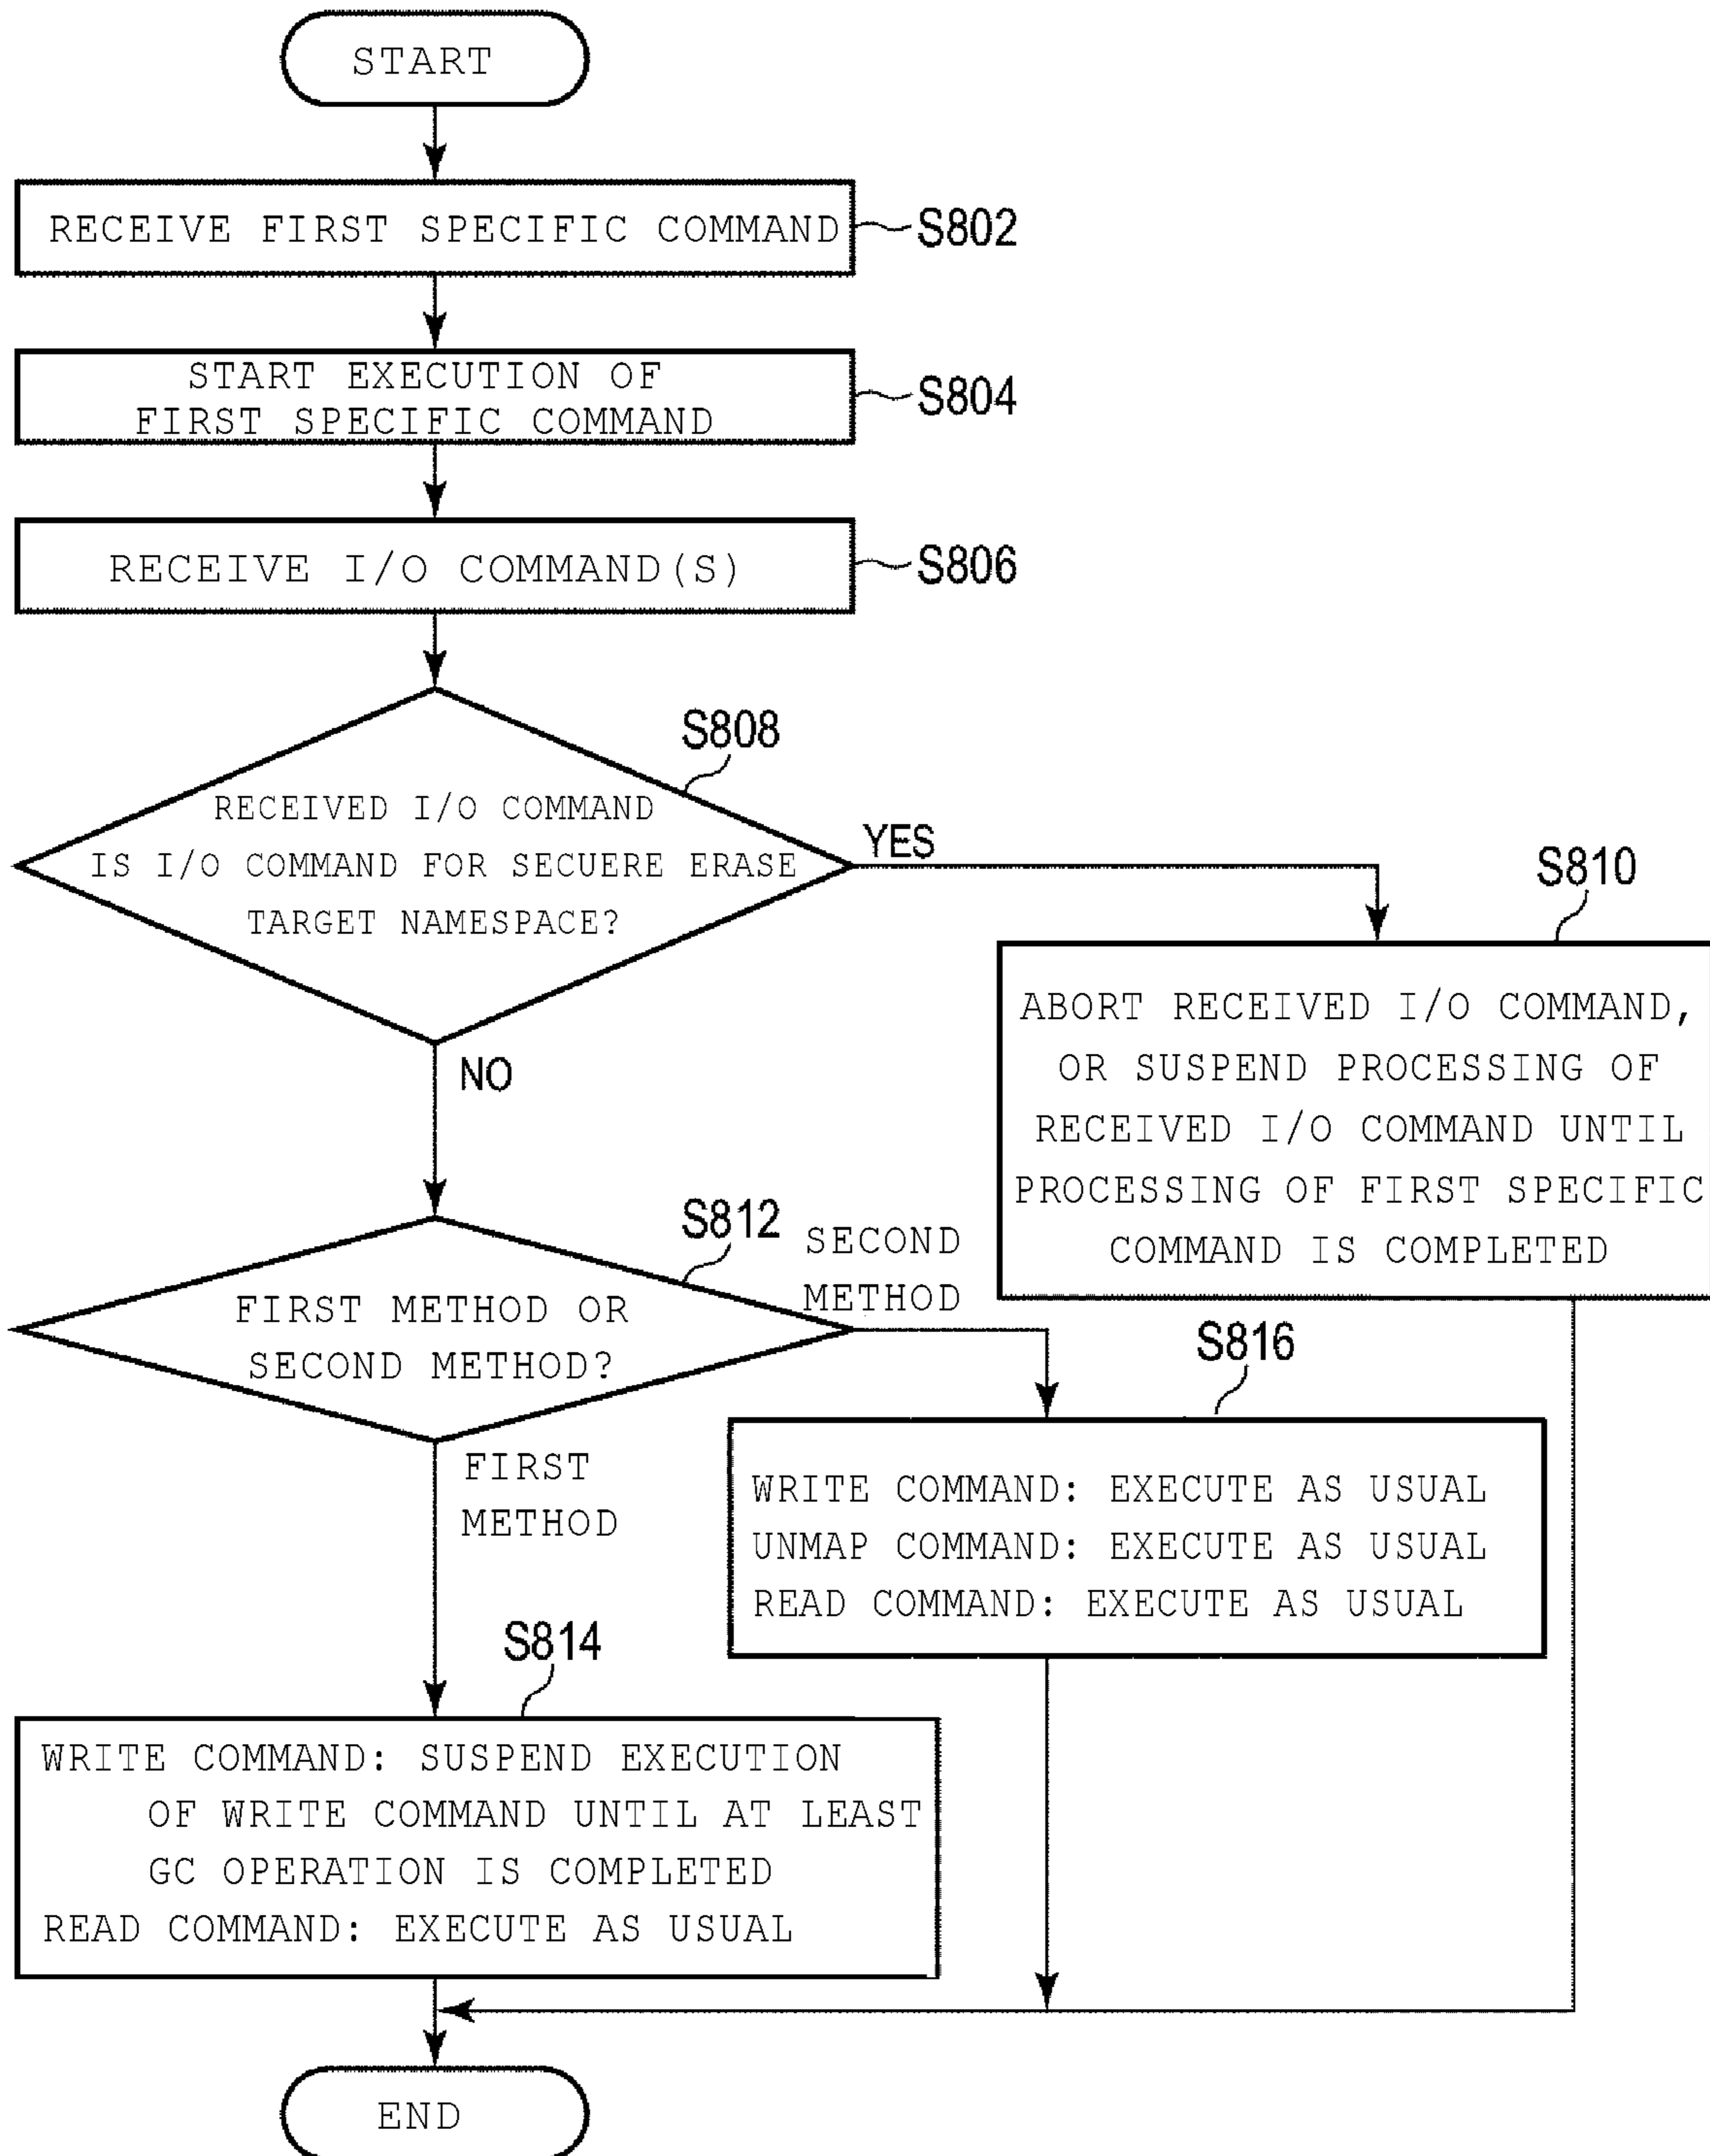 START
RECEIVE FIRST SPECIFIC COMMAND
S802
START EXECUTION OF
FIRST SPECIFIC COMMAND
S804
RECEIVE I/O COMMAND(S)
S806
S808
RECEIVED I/O COMMAND
IS I/O COMMAND FOR SECUERE ERASE
TARGET NAMESPACE?
YES
NO
S810
ABORT RECEIVED I/O COMMAND,
OR SUSPEND PROCESSING OF
RECEIVED I/O COMMAND UNTIL
PROCESSING OF FIRST SPECIFIC
COMMAND IS COMPLETED
S812
FIRST METHOD OR
SECOND METHOD?
SECOND
METHOD
FIRST
METHOD
S816
WRITE COMMAND: EXECUTE AS USUAL
UNMAP COMMAND: EXECUTE AS USUAL
READ COMMAND: EXECUTE AS USUAL
S814
WRITE COMMAND: SUSPEND EXECUTION
OF WRITE COMMAND UNTIL AT LEAST
GC OPERATION IS COMPLETED
READ COMMAND: EXECUTE AS USUAL
END